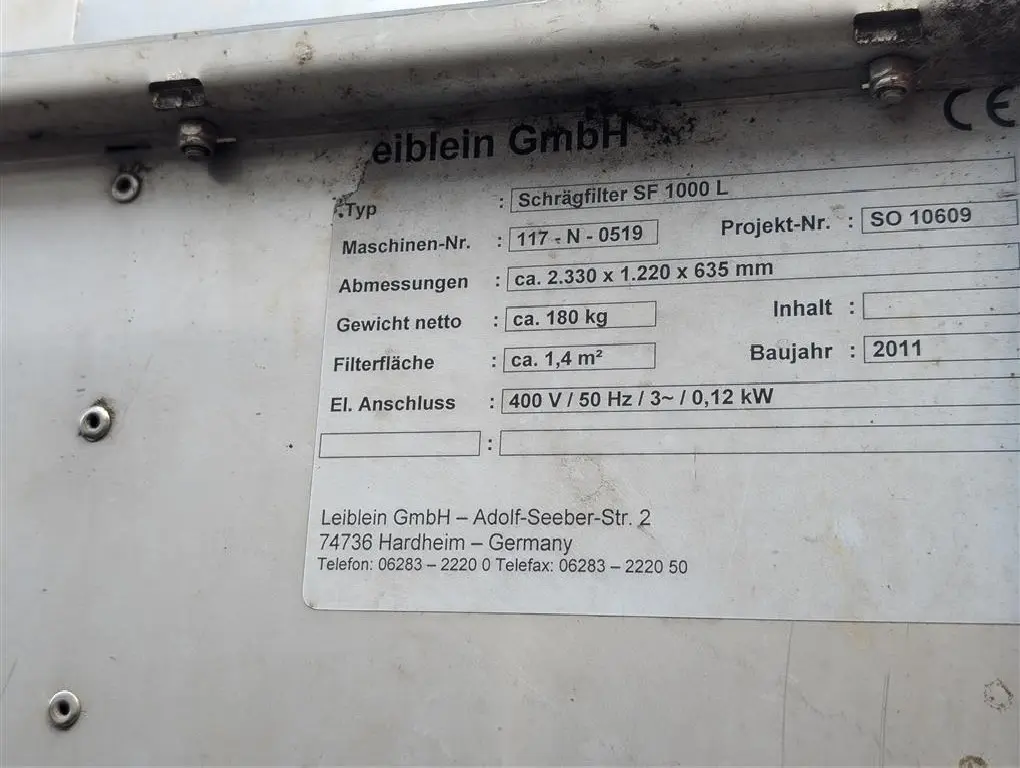 CE
eiblein GmbH
Typ : Schrägfilter SF 1000 L
Maschinen-Nr. : 117 - N - 0519 Projekt-Nr. : SO 10609
Abmessungen : ca. 2.330 x 1.220 x 635 mm
Gewicht netto : ca. 180 kg Inhalt :
Filterfläche : ca. 1,4 m² Baujahr : 2011
El. Anschluss : 400 V / 50 Hz / 3~ / 0,12 kW
:
Leiblein GmbH – Adolf-Seeber-Str. 2
74736 Hardheim – Germany
Telefon: 06283 – 2220 0 Telefax: 06283 – 2220 50